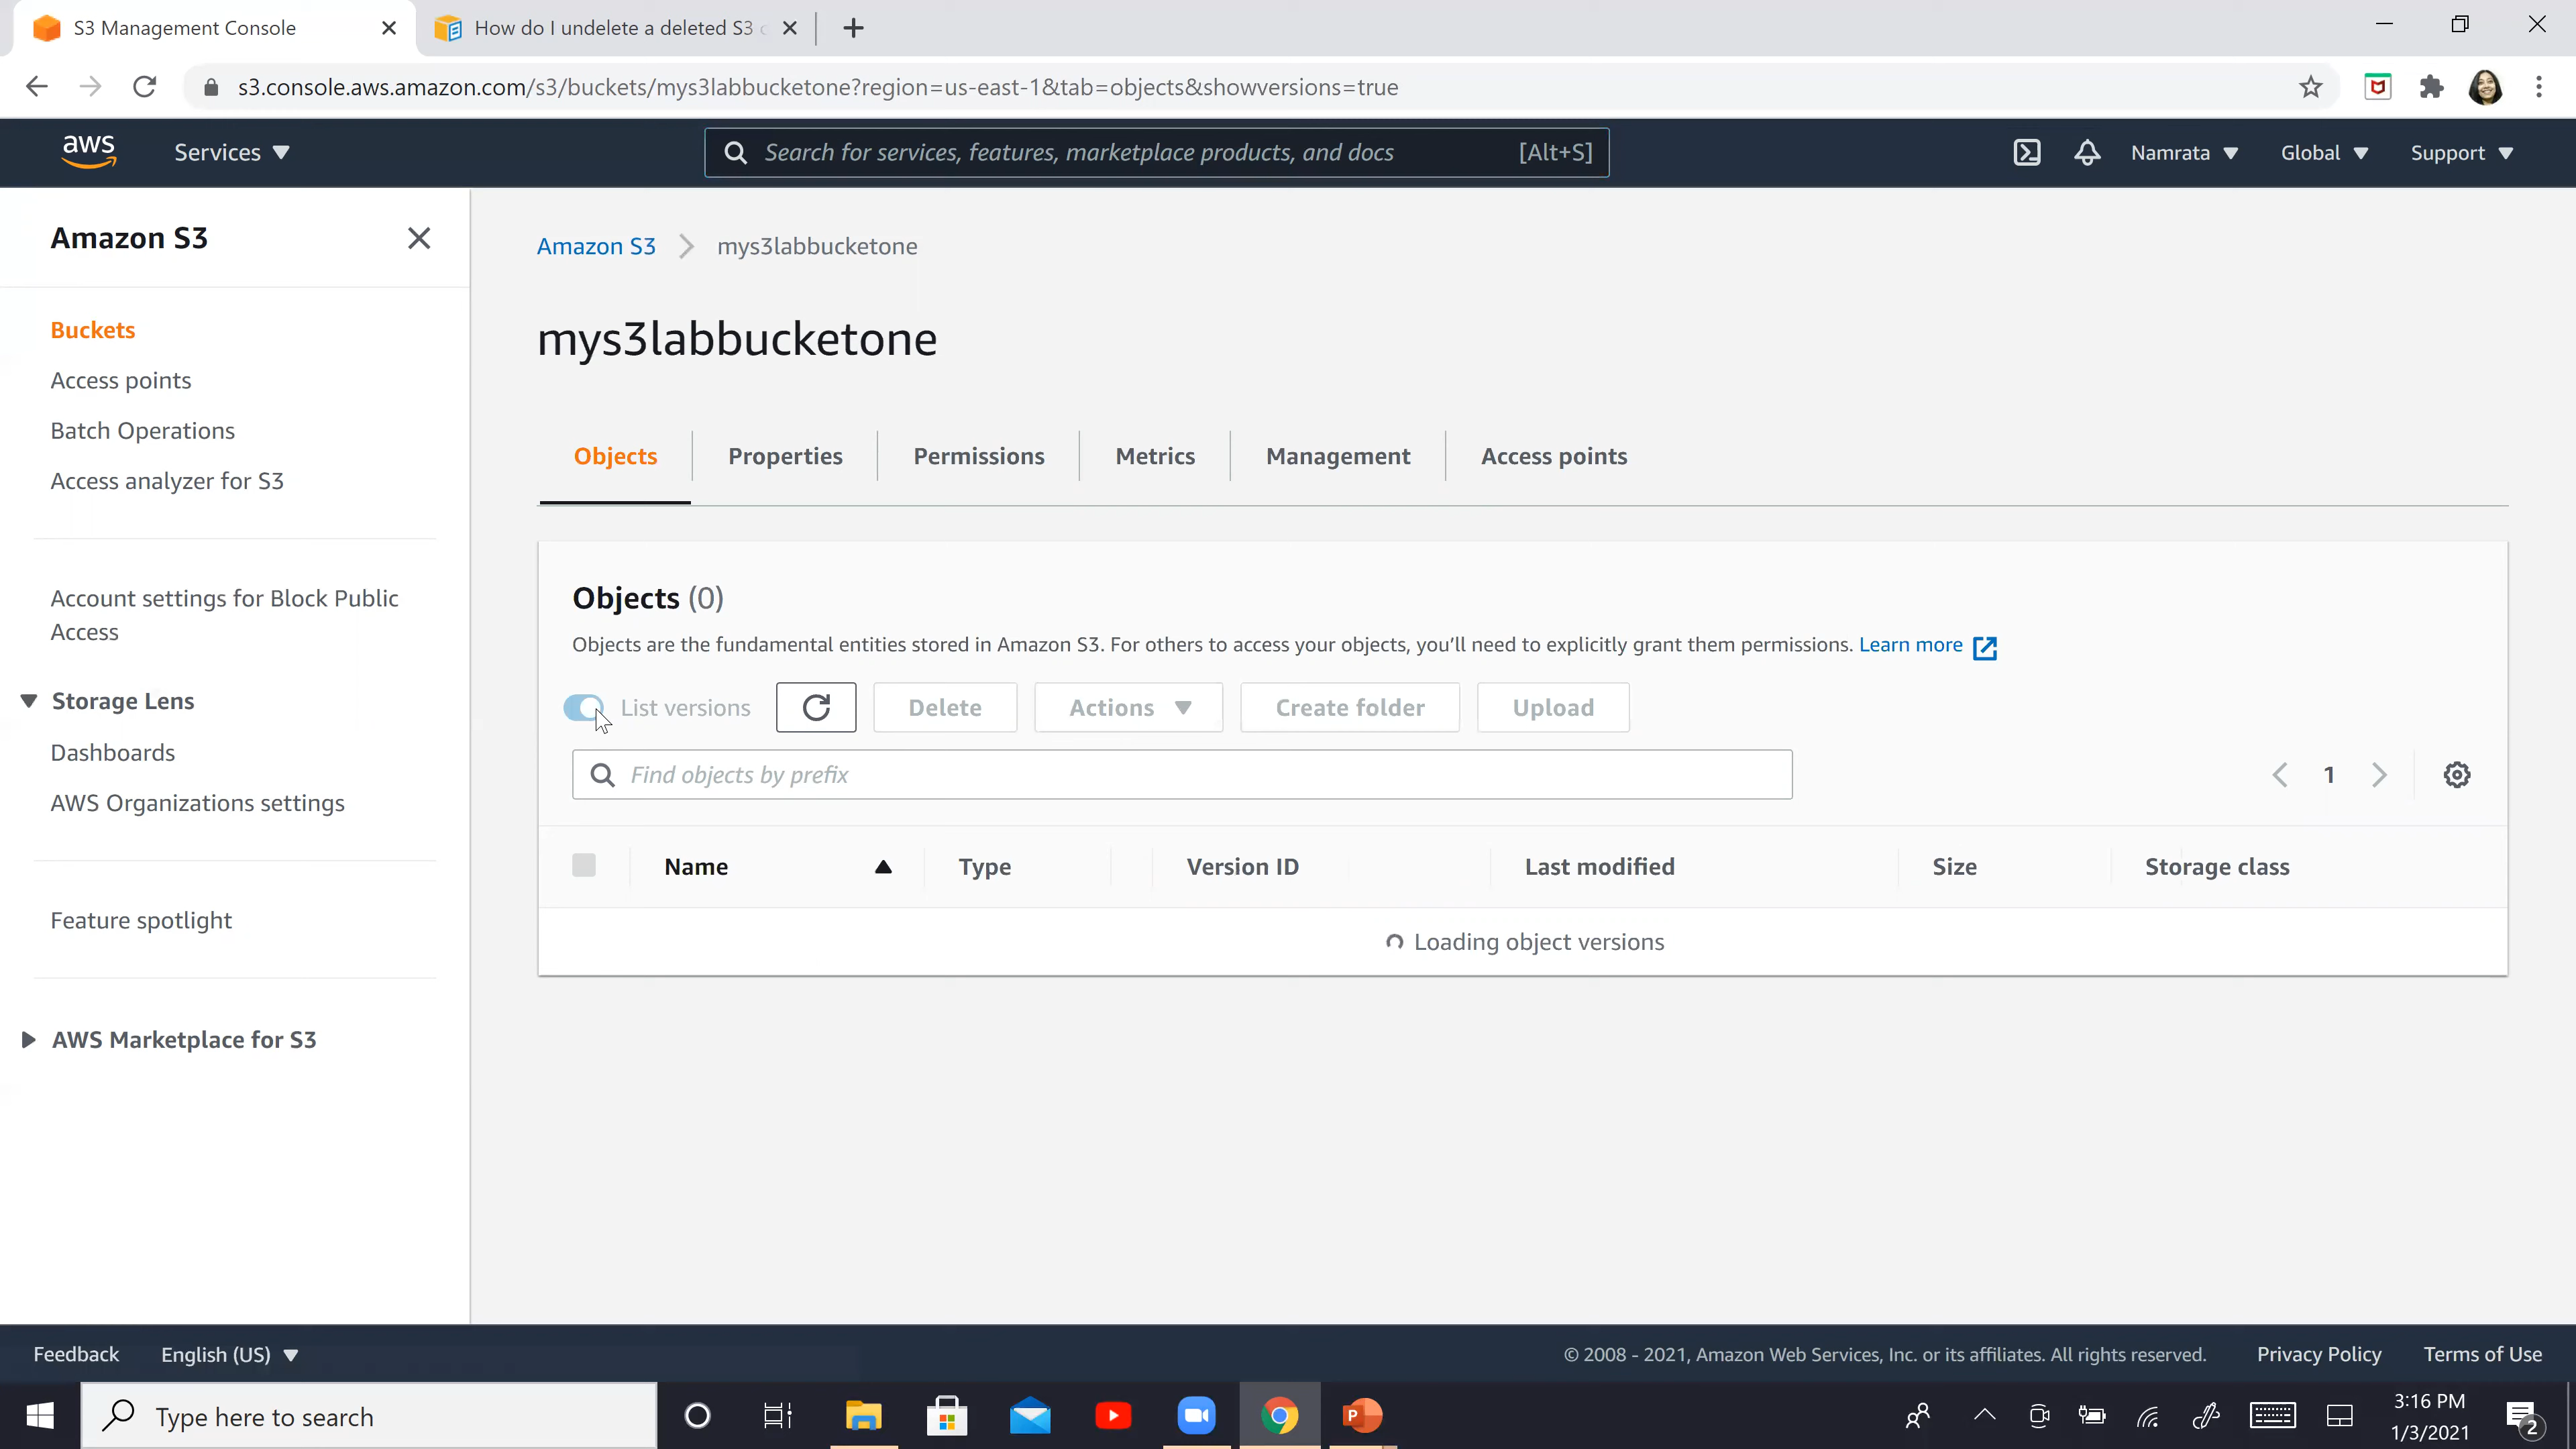 S3 Management Console
How do I undelete a deleted S3
s3.console.aws.amazon.com/s3/buckets/mys3labbucketone?region=us-east-1&tab=objects&showversions=true
aws Services Search for services, features, marketplace products, and docs [Alt+S] Namrata Global Support
Amazon S3
Buckets
Access points
Batch Operations
Access analyzer for S3
Account settings for Block Public
Access
Storage Lens
Dashboards
AWS Organizations settings
Feature spotlight
AWS Marketplace for S3
Amazon S3 mys3labbucketone
mys3labbucketone
Objects Properties Permissions Metrics Management Access points
Objects (0)
Objects are the fundamental entities stored in Amazon S3. For others to access your objects, you’ll need to explicitly grant them permissions. Learn more
List versions Delete Actions Create folder Upload
Find objects by prefix 1
Name Type Version ID Last modified Size Storage class
Loading object versions
Feedback English (US) © 2008 - 2021, Amazon Web Services, Inc. or its affiliates. All rights reserved. Privacy Policy Terms of Use
Type here to search
3:16 PM
1/3/2021
2